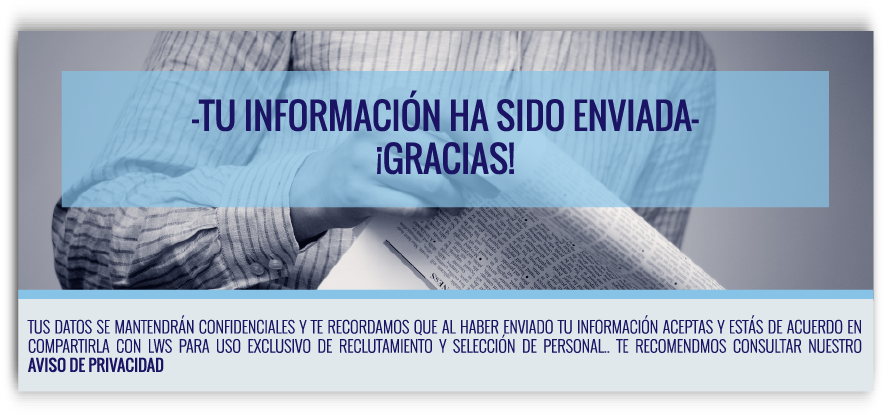 -TU INFORMACIÓN HA SIDO ENVIADA-
¡GRACIAS!
NESS
TUS DATOS SE MANTENDRÁN CONFIDENCIALES Y TE RECORDAMOS QUE AL HABER ENVIADO TU INFORMACIÓN ACEPTAS Y ESTÁS DE ACUERDO EN
COMPARTIRLA CON LWS PARA USO EXCLUSIVO DE RECLUTAMIENTO Y SELECCIÓN DE PERSONAL.. TE RECOMENDMOS CONSULTAR NUESTRO
AVISO DE PRIVACIDAD